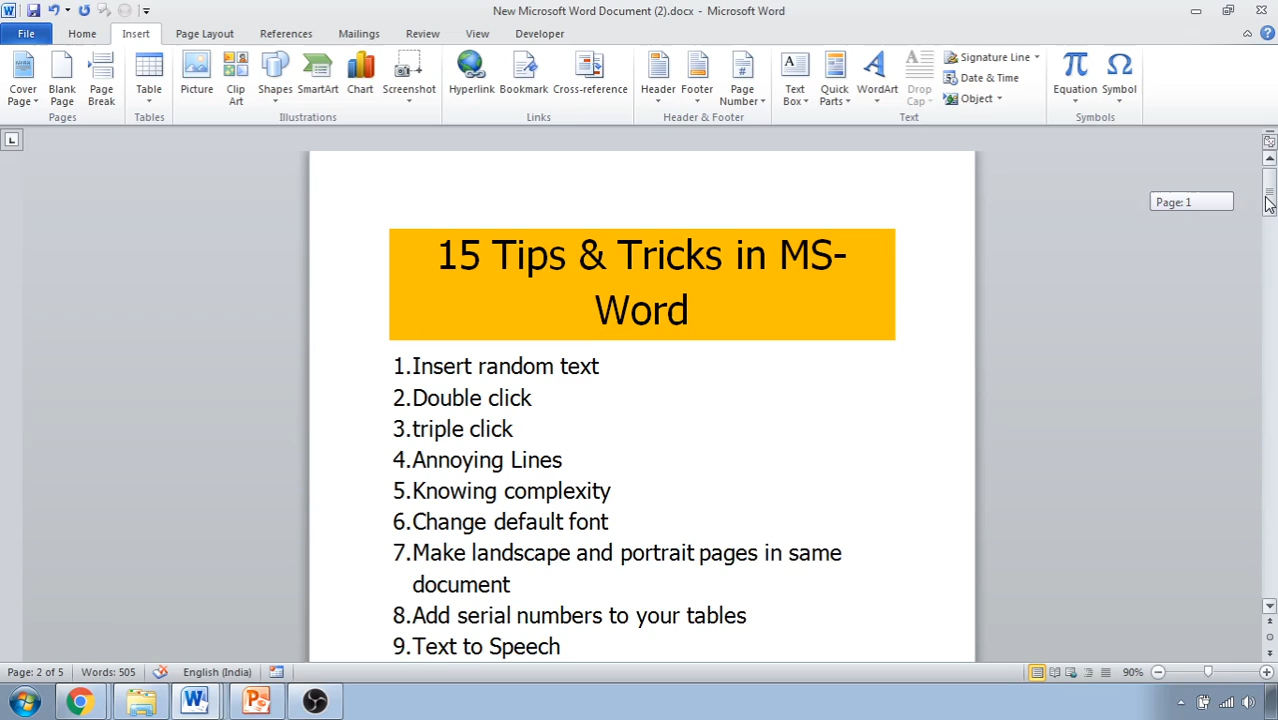 New Microsoft Word Document (2).docx - Microsoft Word
File Home Insert Page Layout References Mailings Review View Developer
Cover Page Blank Page Page Break Table Picture Clip Art Shapes SmartArt Chart Screenshot Hyperlink Bookmark Cross-reference Header Footer Page Number Text Box Quick Parts WordArt Drop Cap Signature Line Date & Time Object Equation Symbol
Pages Tables Illustrations Links Header & Footer Text Symbols
Page: 1
15 Tips & Tricks in MS-
Word
1.Insert random text
2.Double click
3.triple click
4.Annoying Lines
5.Knowing complexity
6.Change default font
7.Make landscape and portrait pages in same
document
8.Add serial numbers to your tables
9.Text to Speech
Page: 2 of 5 Words: 505 English (India) 90%